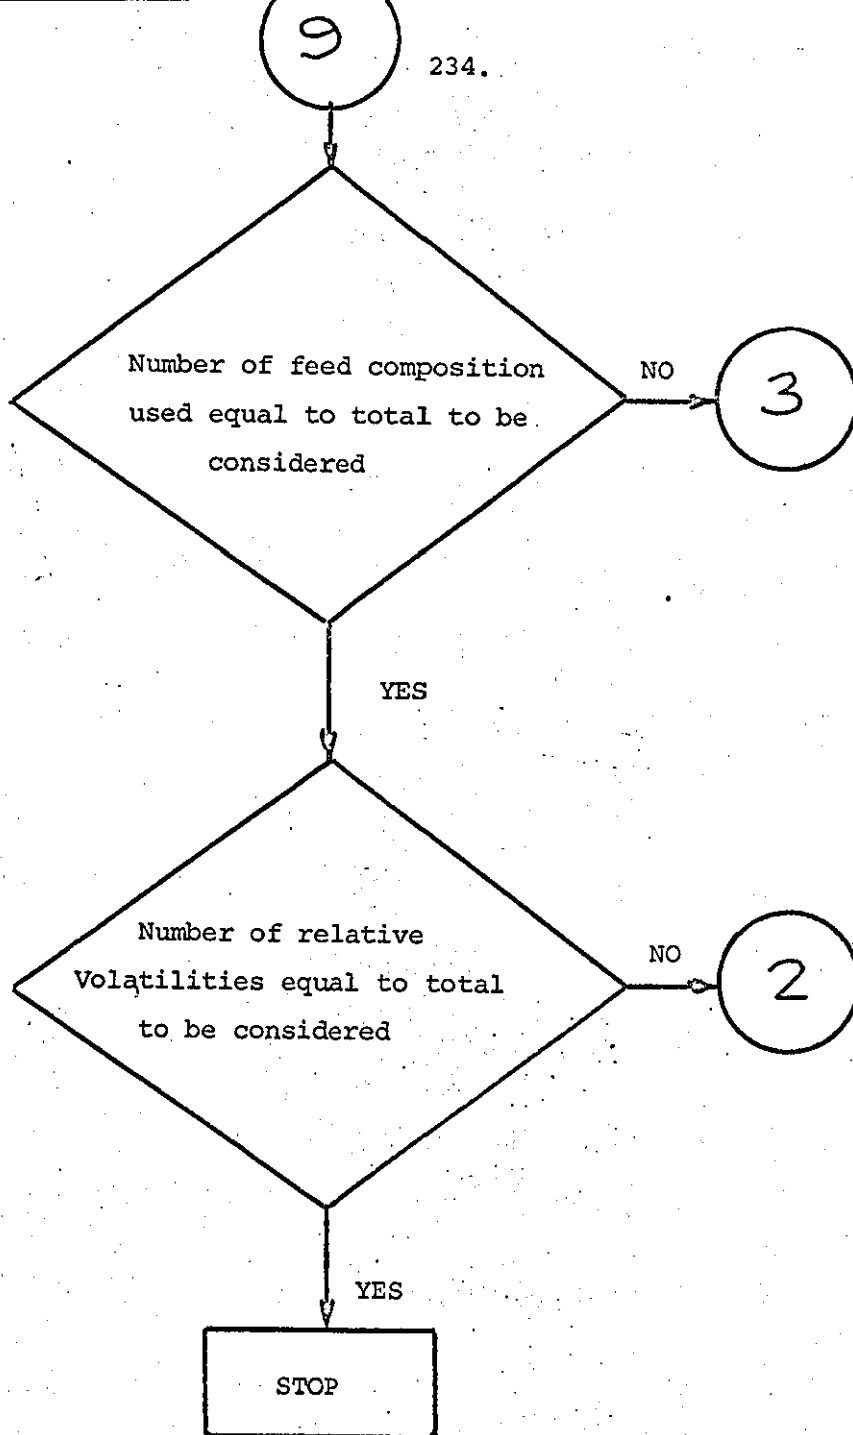 9
234.
Number of feed composition
used equal to total to be
considered
NO
3
YES
Number of relative
Volatilities equal to total
to be considered
NO
2
YES
STOP